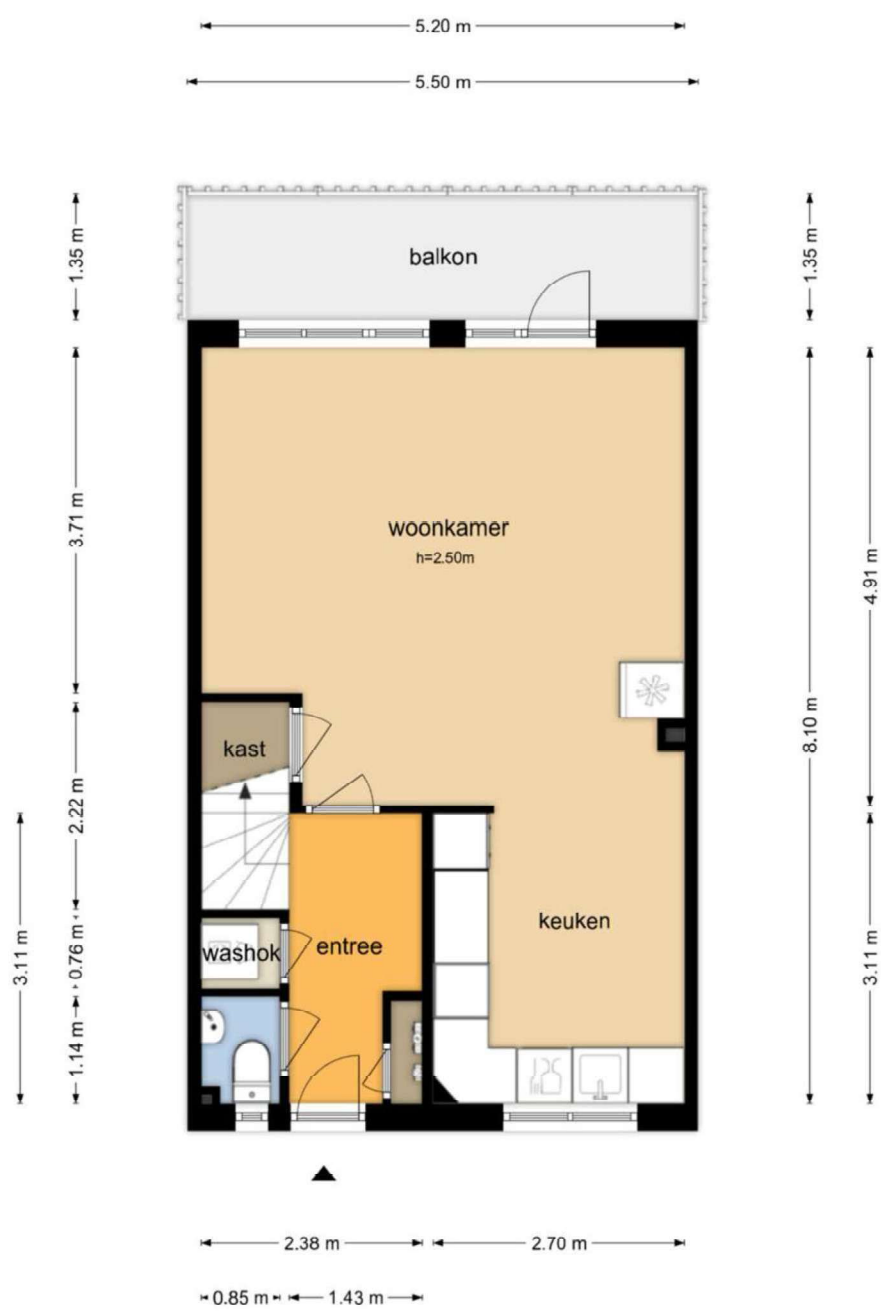 5.20 m
5.50 m
1.35 m
1.35 m
balkon
3.71 m
woonkamer
h=2.50m
4.91 m
8.10 m
kast
2.22 m
3.11 m
0.76 m
1.14 m
washok
entree
keuken
3.11 m
2.38 m
2.70 m
0.85 m
1.43 m